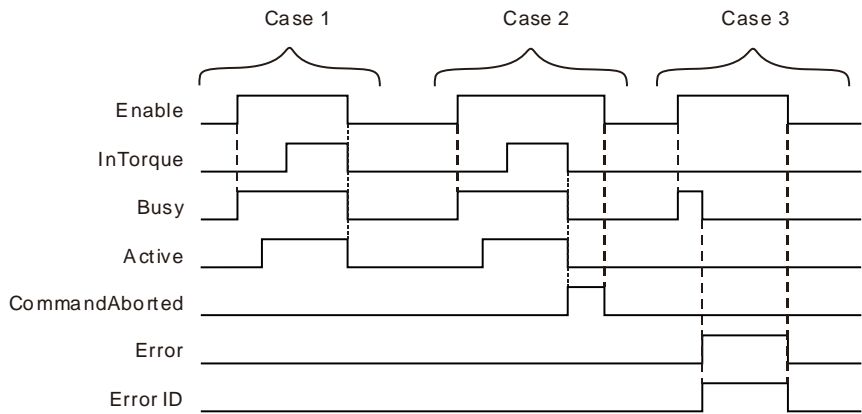 Case 1
Case 2
Case 3
Enable
InTorque
Busy
Active
CommandAborted
Error
Error ID